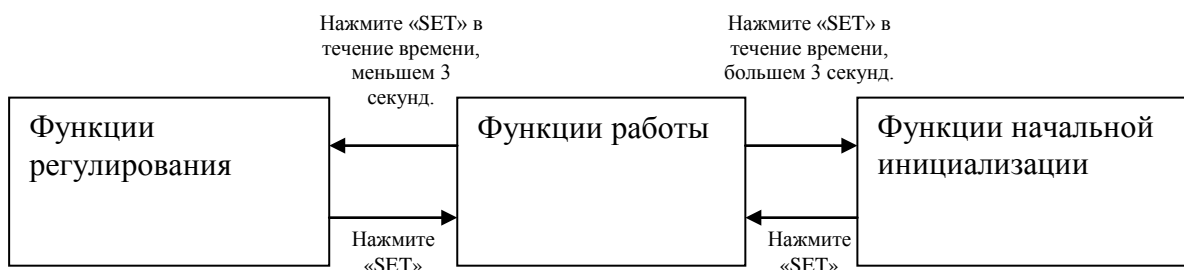 Нажмите «SET» в
течение времени,
меньшем 3
секунд.
Нажмите «SET» в
течение времени,
большем 3 секунд.
Функции
регулирования
Функции работы
Функции начальной
инициализации
Нажмите
«SET»
Нажмите
«SET»